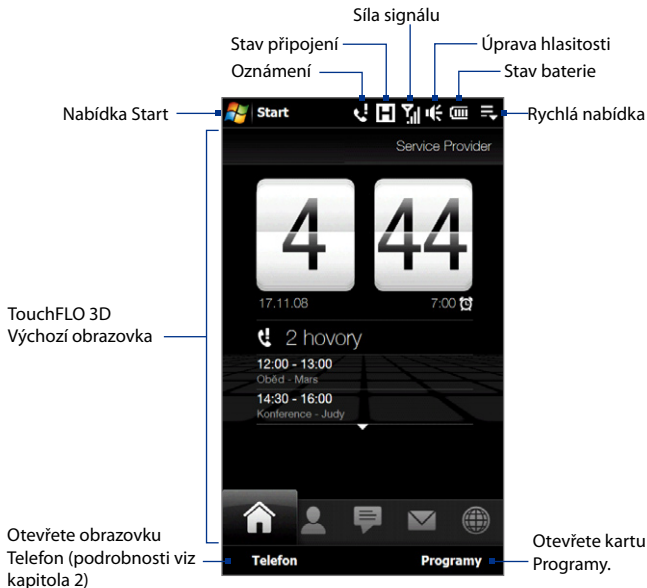 Síla signálu
Stav připojení
Úprava hlasitosti
Oznámení
Stav baterie
Nabídka Start
Start
Rychlá nabídka
Service Provider
4 44
17.11.08
7:00
TouchFLO 3D
Výchozí obrazovka
2 hovory
12:00 - 13:00
Oběd - Mars
14:30 - 16:00
Konference - Judy
Otevřete obrazovku
Telefon (podrobnosti viz
kapitola 2)
Telefon
Programy
Otevřete kartu
Programy.